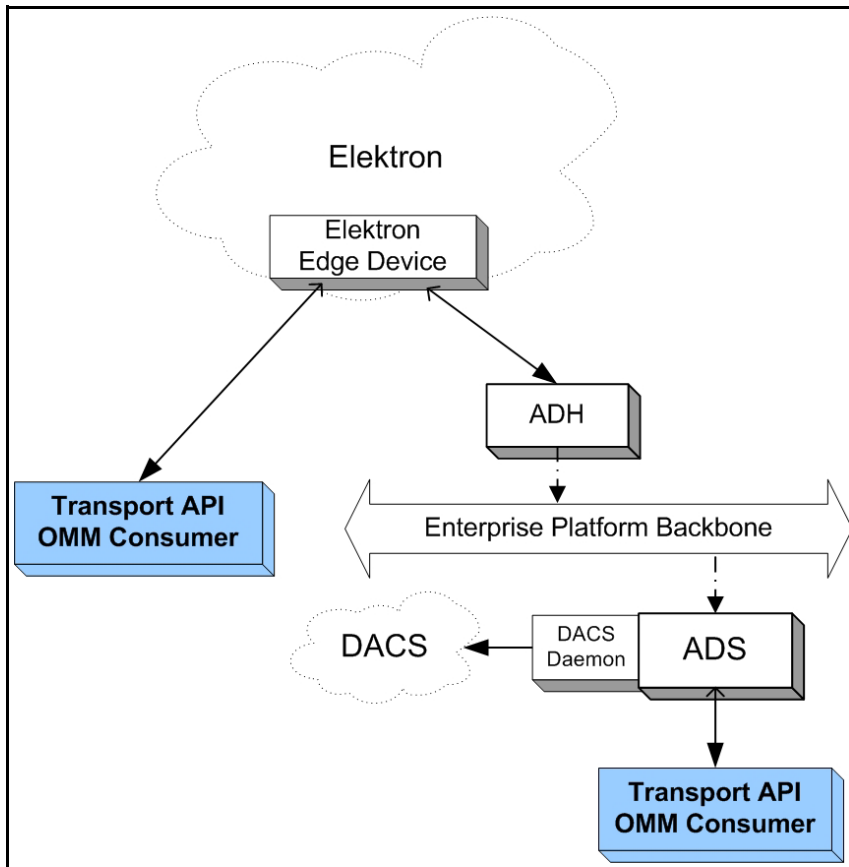 Elektron
Elektron
Edge Device
ADH
Transport API
OMM Consumer
Enterprise Platform Backbone
DACS
DACS
Daemon
ADS
Transport API
OMM Consumer